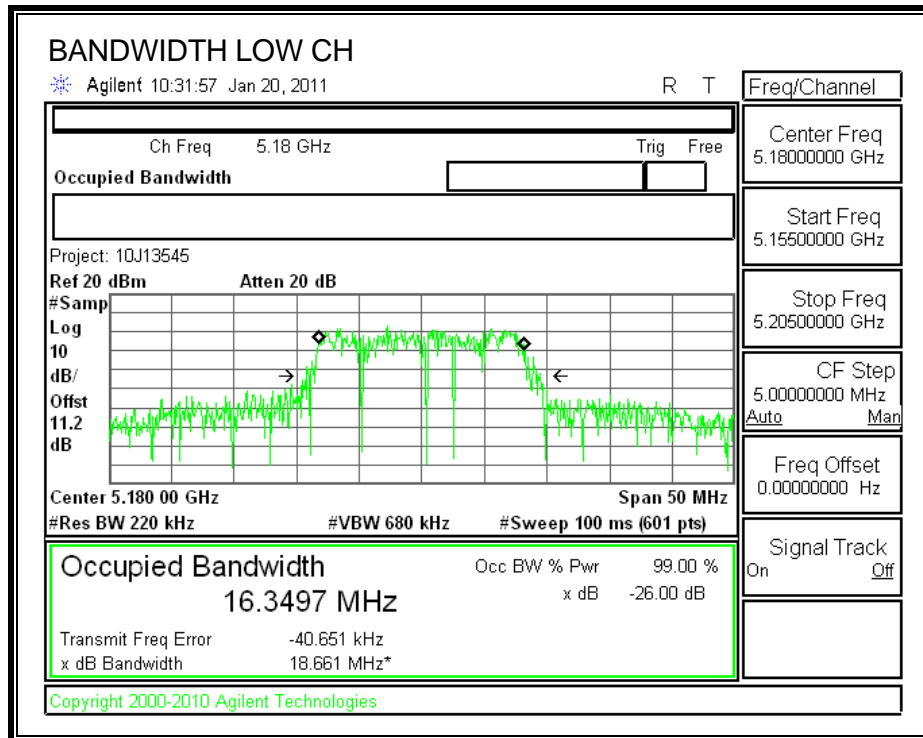 BANDWIDTH LOW CH
Agilent 10:31:57 Jan 20, 2011 R T
Freq/Channel
Ch Freq 5.18 GHz Trig Free
Occupied Bandwidth
Center Freq
5.18000000 GHz
Start Freq
5.15500000 GHz
Stop Freq
5.20500000 GHz
CF Step
5.00000000 MHz
Auto Man
Freq Offset
0.00000000 Hz
Signal Track
On Off
Project: 10J13545
Ref 20 dBm Atten 20 dB
#Samp
Log
10
dB/
Offst
11.2
dB
Center 5.180 00 GHz Span 50 MHz
#Res BW 220 kHz #VBW 680 kHz #Sweep 100 ms (601 pts)
Occupied Bandwidth Occ BW % Pwr 99.00 %
16.3497 MHz x dB -26.00 dB
Transmit Freq Error -40.651 kHz
x dB Bandwidth 18.661 MHz*
Copyright 2000-2010 Agilent Technologies